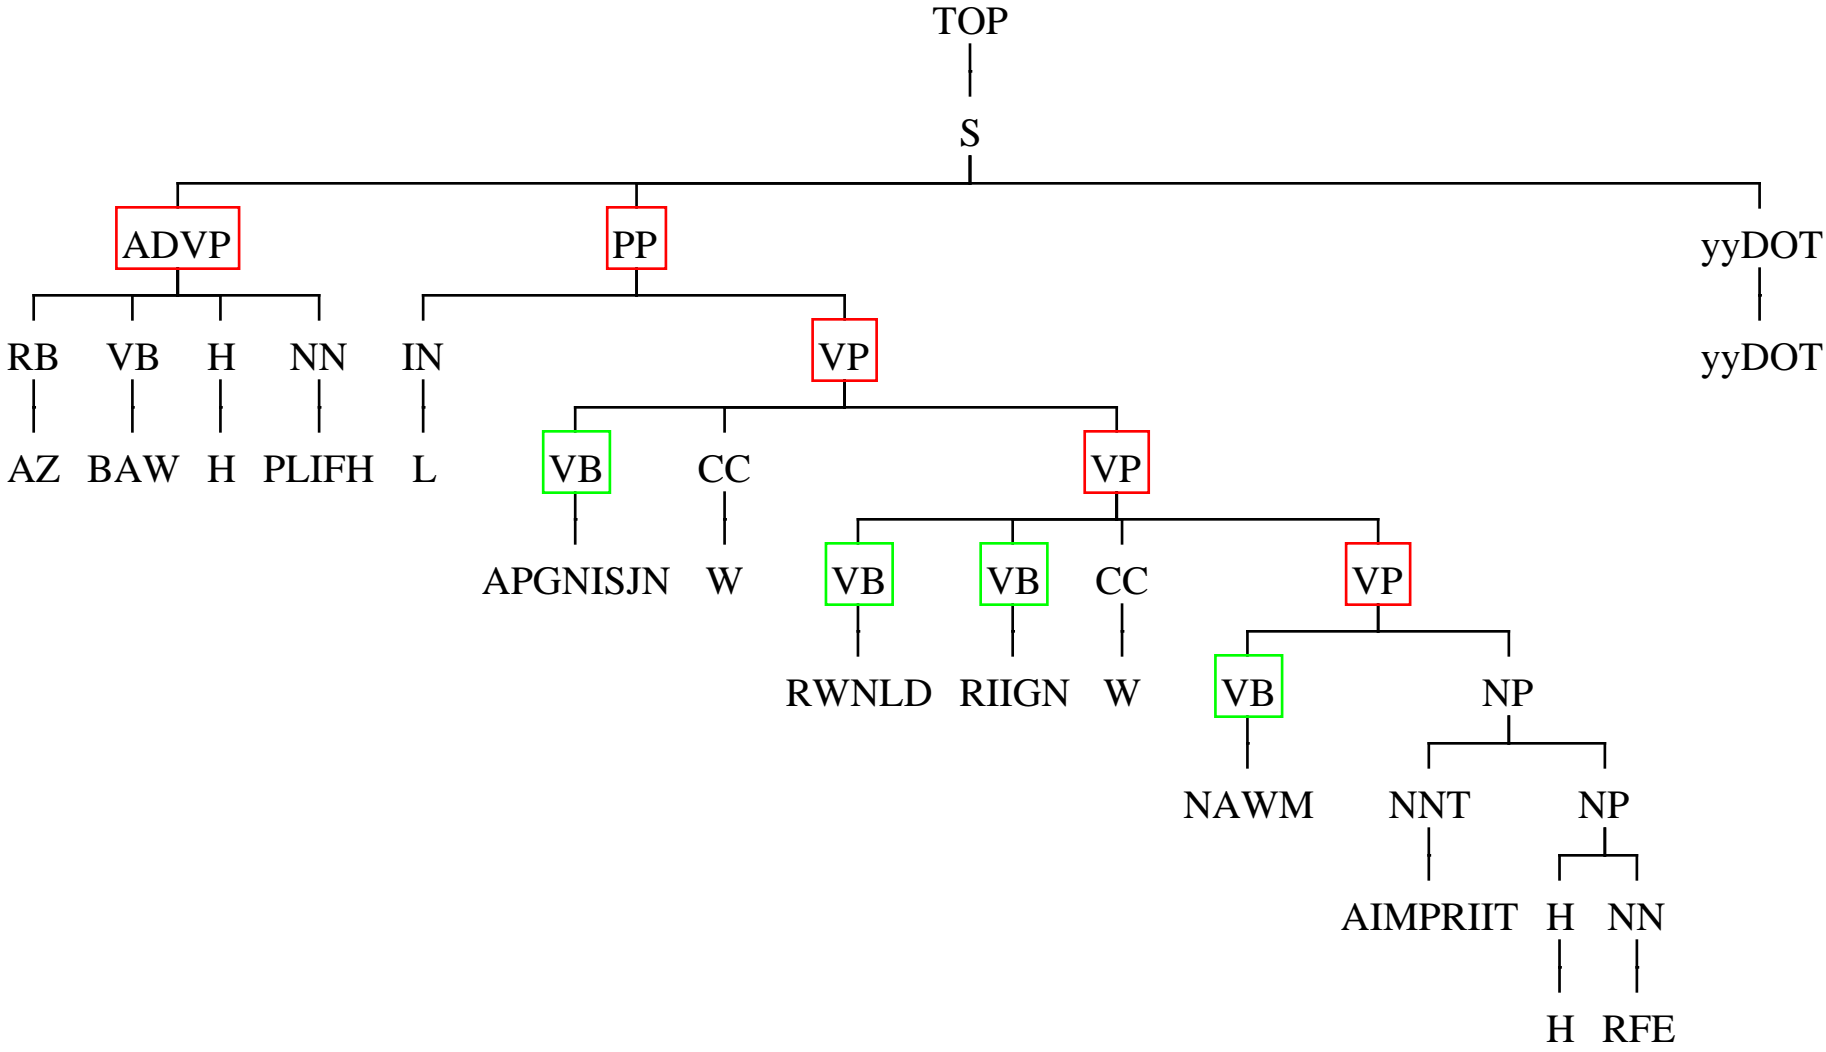 TOP
S
ADVP PP yyDOT
RB VB H NN IN VP yyDOT
AZ BAW H PLIFH L VB CC VP
APGNISJN W VB VB CC VP
RWNLD RIIGN W VB NP
NAWM NNT NP
AIMPRIIT H NN
H RFE